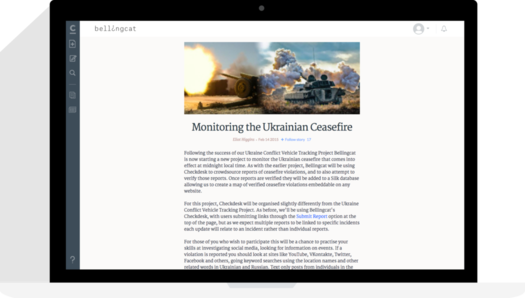 bellingcat
Monitoring the Ukrainian Ceasefire
Following the success of our Ukraine Conflict Vehicle Tracking Project Bellingcat
is now starting a new project to monitor the Ukrainian ceasefire that comes into
effect at midnight local time. As with the earlier project, Bellingcat will be using
Checkdesk to crowdsource reports of ceasefire violations, and to also attempt to
verify those reports. Once reports are verified they will be added to a Silk database
allowing us to create a map of verified ceasefire violations embeddable on any
website.
For this project, Checkdesk will be organised slightly differently from the Ukraine
Conflict Vehicle Tracking Project. As before, we'll be using Bellingcat's
Checkdesk, with users submitting links through the Submit Report option at the
top of the page, but as we expect multiple reports to be linked to specific incidents
each update will relate to an incident rather than individual reports.
For those of you who wish to participate this will be a chance to practise your
skills at investigating social media, looking for information on events. If a
violation is reported you should look at sites like YouTube, VKontakte, Twitter,
Facebook and others, doing keyword searches using the location names and other
related words in Ukrainian and Russian. Text only posts from individuals in the